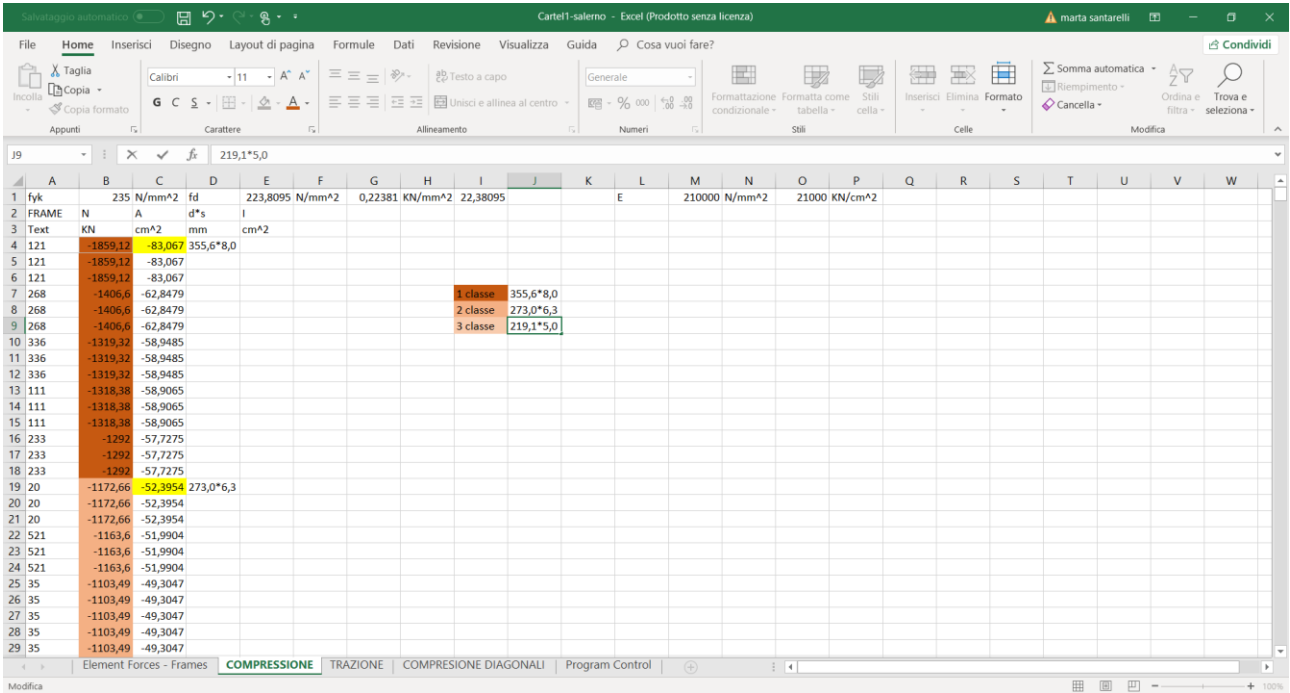 Salvataggio automatico Cartel1-salerno - Excel (Prodotto senza licenza) marta santarelli
File Home Inserisci Disegno Layout di pagina Formule Dati Revisione Visualizza Guida Cosa vuoi fare? Condividi
Incolla Taglia Copia Copia formato
Calibri 11 A^ A˅
G C S A
Testo a capo
Unisci e allinea al centro
Generale
% 000
Formattazione condizionale Formatta come tabella Stili cella
Inserisci Elimina Formato
Somma automatica
Riempimento
Cancella
Ordina e filtra Trova e seleziona
Appunti Carattere Allineamento Numeri Stili Celle Modifica
J9 fx 219,1*5,0
A B C D E F G H I J K L M N O P Q R S T U V W
1 fyk 235 N/mm^2 fd 223,8095 N/mm^2 0,22381 KN/mm^2 22,38095 E 210000 N/mm^2 21000 KN/cm^2
2 FRAME N A d*s I
3 Text KN cm^2 mm cm^2
4 121 -1859,12 -83,067 355,6*8,0
5 121 -1859,12 -83,067
6 121 -1859,12 -83,067
7 268 -1406,6 -62,8479 1 classe 355,6*8,0
8 268 -1406,6 -62,8479 2 classe 273,0*6,3
9 268 -1406,6 -62,8479 3 classe 219,1*5,0
10 336 -1319,32 -58,9485
11 336 -1319,32 -58,9485
12 336 -1319,32 -58,9485
13 111 -1318,38 -58,9065
14 111 -1318,38 -58,9065
15 111 -1318,38 -58,9065
16 233 -1292 -57,7275
17 233 -1292 -57,7275
18 233 -1292 -57,7275
19 20 -1172,66 -52,3954 273,0*6,3
20 20 -1172,66 -52,3954
21 20 -1172,66 -52,3954
22 521 -1163,6 -51,9904
23 521 -1163,6 -51,9904
24 521 -1163,6 -51,9904
25 35 -1103,49 -49,3047
26 35 -1103,49 -49,3047
27 35 -1103,49 -49,3047
28 35 -1103,49 -49,3047
29 35 -1103,49 -49,3047
Element Forces - Frames COMPRESSIONE TRAZIONE COMPRESIONE DIAGONALI Program Control
Modifica 100%